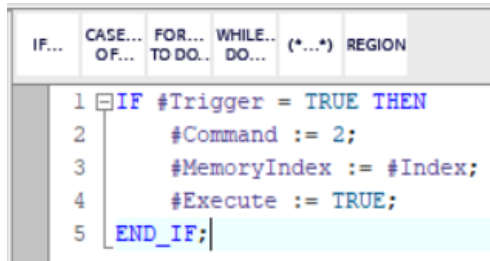 IF... CASE... OF... FOR... TO DO... WHILE.. DO... (*...*) REGION
1 IF #Trigger = TRUE THEN
2 #Command := 2;
3 #MemoryIndex := #Index;
4 #Execute := TRUE;
5 END_IF;